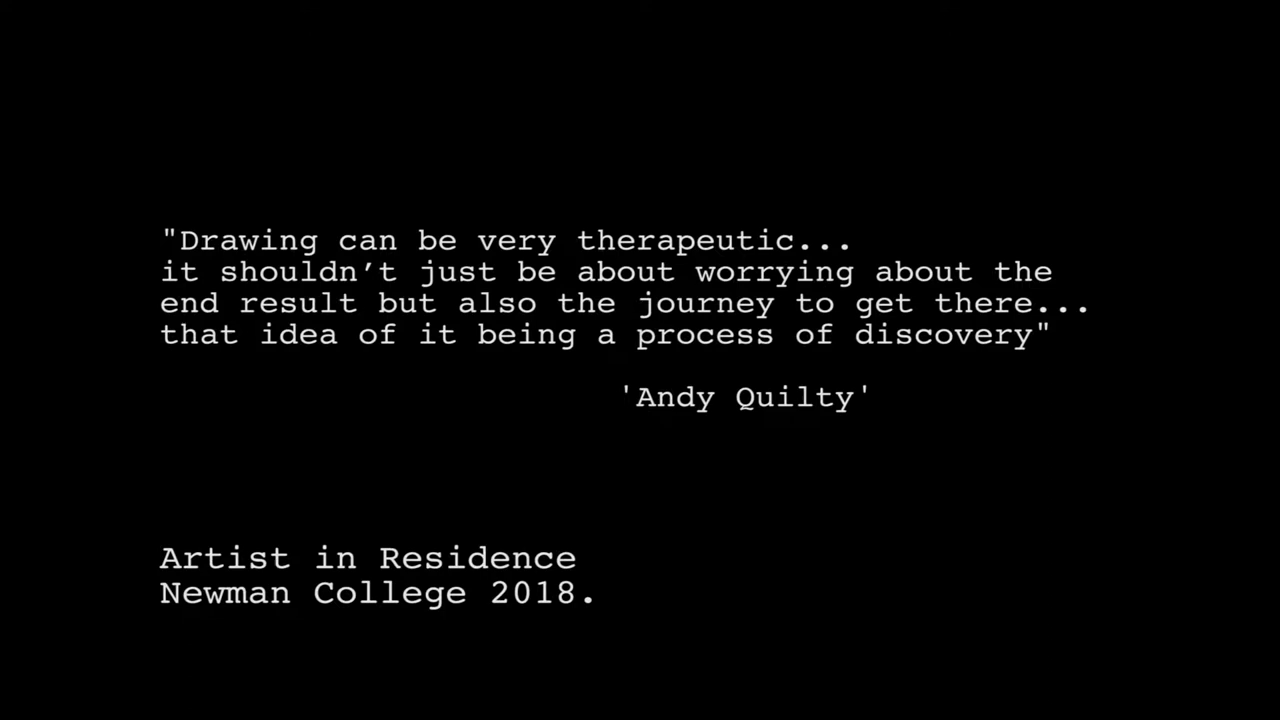 "Drawing can be very therapeutic...
it shouldn’t just be about worrying about the
end result but also the journey to get there...
that idea of it being a process of discovery"
'Andy Quilty'
Artist in Residence
Newman College 2018.